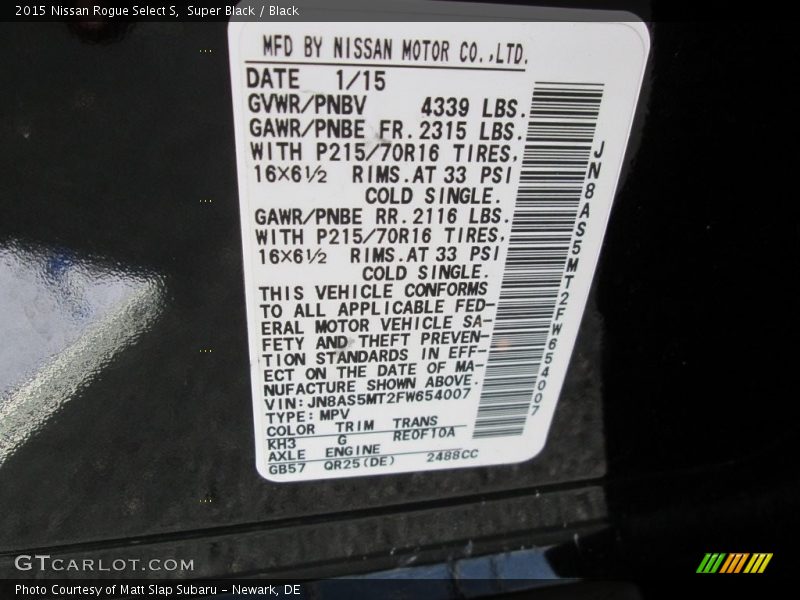 2015 Nissan Rogue Select S,  Super Black / Black
MFD BY NISSAN MOTOR CO.,LTD.
DATE 1/15
GVWR/PNBV 4339 LBS.
GAWR/PNBE FR. 2315 LBS.
WITH P215/70R16 TIRES,
16×6½ RIMS.AT 33 PSI
COLD SINGLE.
GAWR/PNBE RR. 2116 LBS.
WITH P215/70R16 TIRES,
16×6½ RIMS.AT 33 PSI
COLD SINGLE.
THIS VEHICLE CONFORMS
TO ALL APPLICABLE FED-
ERAL MOTOR VEHICLE SA-
FETY AND THEFT PREVEN-
TION STANDARDS IN EFF-
ECT ON THE DATE OF MA-
NUFACTURE SHOWN ABOVE.
VIN:JN8AS5MT2FW654007
TYPE:MPV
COLOR TRIM TRANS
KH3 G RE0F10A
AXLE ENGINE
GB57 QR25(DE) 2488CC
JN8AS5MT2FW654007
GTCARLOT.COM
Photo Courtesy of Matt Slap Subaru - Newark, DE